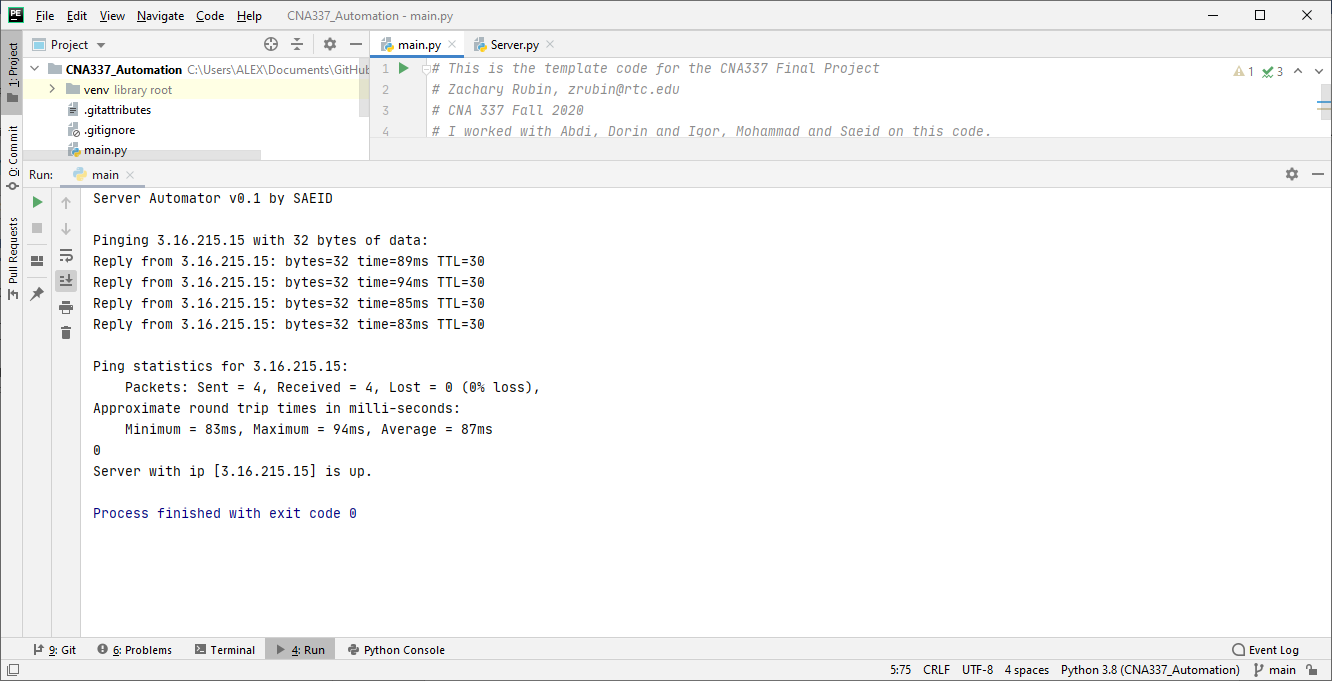 PC File Edit View Navigate Code Help CNA337_Automation - main.py
Project main.py Server.py
1: Project
CNA337_Automation C:\Users\ALEX\Documents\GitHub
venv library root
.gitattributes
.gitignore
main.py
1 # This is the template code for the CNA337 Final Project
2 # Zachary Rubin, zrubin@rtc.edu
3 # CNA 337 Fall 2020
4 # I worked with Abdi, Dorin and Igor, Mohammad and Saeid on this code.
1 3
0: Commit
Pull Requests
Run: main
Server Automator v0.1 by SAEID
Pinging 3.16.215.15 with 32 bytes of data:
Reply from 3.16.215.15: bytes=32 time=89ms TTL=30
Reply from 3.16.215.15: bytes=32 time=94ms TTL=30
Reply from 3.16.215.15: bytes=32 time=85ms TTL=30
Reply from 3.16.215.15: bytes=32 time=83ms TTL=30
Ping statistics for 3.16.215.15:
Packets: Sent = 4, Received = 4, Lost = 0 (0% loss),
Approximate round trip times in milli-seconds:
Minimum = 83ms, Maximum = 94ms, Average = 87ms
0
Server with ip [3.16.215.15] is up.
Process finished with exit code 0
9: Git 6: Problems Terminal 4: Run Python Console Event Log
5:75 CRLF UTF-8 4 spaces Python 3.8 (CNA337_Automation) main